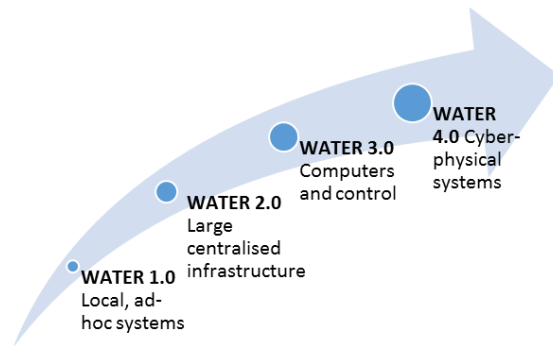 WATER 1.0
Local, ad-
hoc systems
WATER 2.0
Large
centralised
infrastructure
WATER 3.0
Computers
and control
WATER
4.0 Cyber-
physical
systems